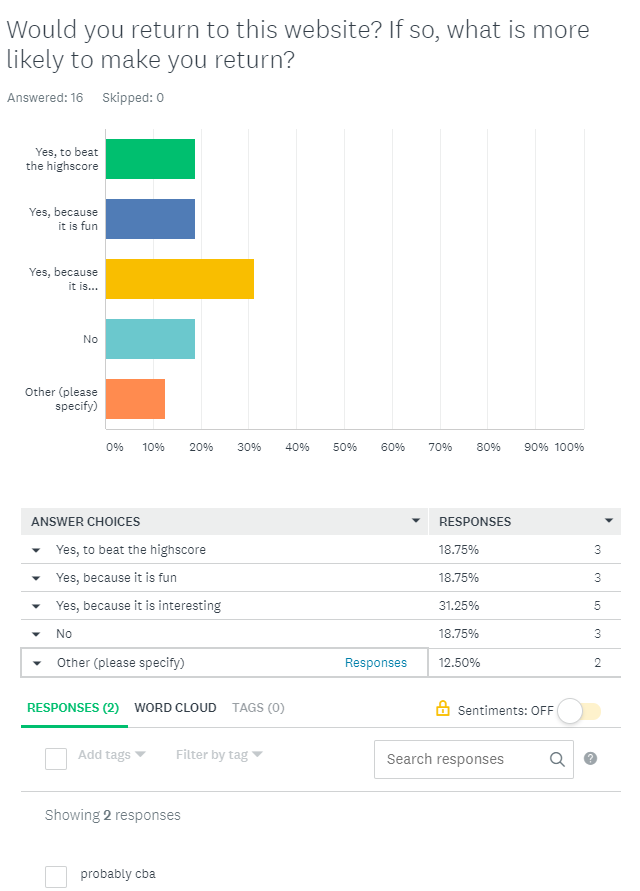 Would you return to this website? If so, what is more
likely to make you return?
Answered: 16 Skipped: 0
Yes, to beat
the highscore
Yes, because
it is fun
Yes, because
it is...
No
Other (please
specify)
0% 10% 20% 30% 40% 50% 60% 70% 80% 90% 100%
ANSWER CHOICES RESPONSES
Yes, to beat the highscore 18.75% 3
Yes, because it is fun 18.75% 3
Yes, because it is interesting 31.25% 5
No 18.75% 3
Other (please specify) Responses 12.50% 2
RESPONSES (2) WORD CLOUD TAGS (0) Sentiments: OFF
Add tags Filter by tag Search responses ?
Showing 2 responses
probably cba